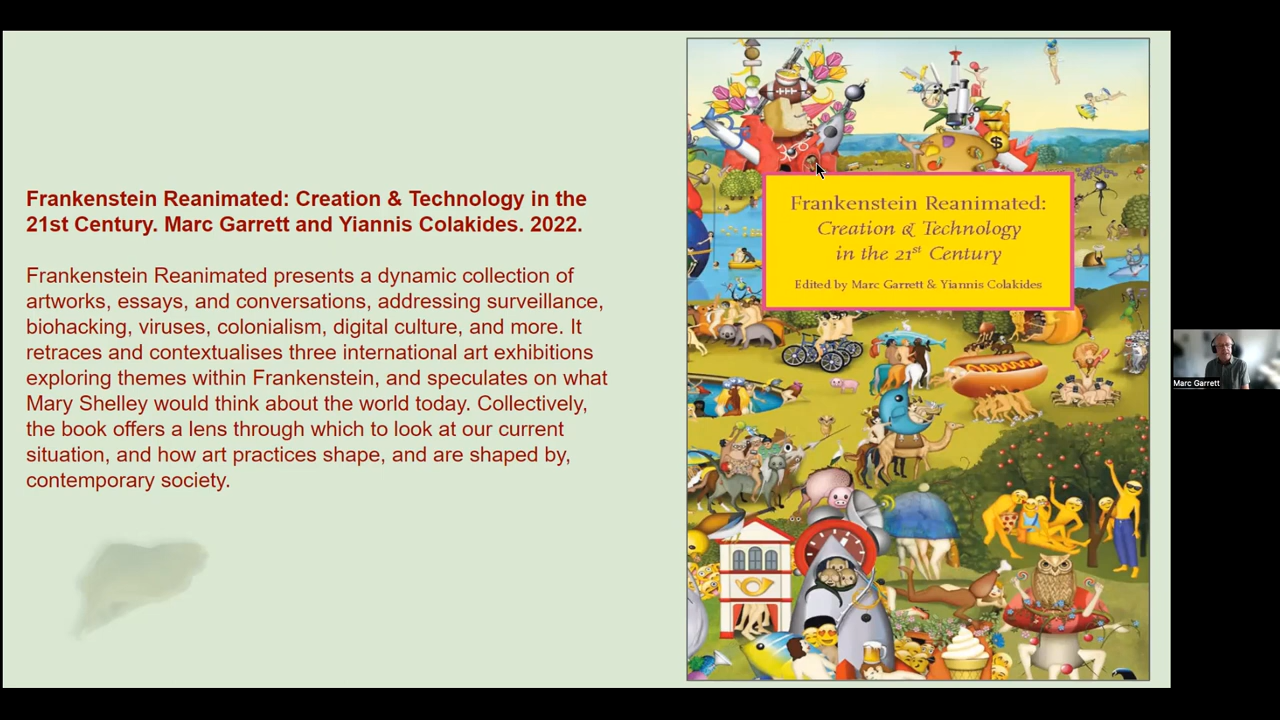 Frankenstein Reanimated: Creation & Technology in the
21st Century. Marc Garrett and Yiannis Colakides. 2022.
Frankenstein Reanimated presents a dynamic collection of
artworks, essays, and conversations, addressing surveillance,
biohacking, viruses, colonialism, digital culture, and more. It
retraces and contextualises three international art exhibitions
exploring themes within Frankenstein, and speculates on what
Mary Shelley would think about the world today. Collectively,
the book offers a lens through which to look at our current
situation, and how art practices shape, and are shaped by,
contemporary society.
$
Frankenstein Reanimated:
Creation & Technology
in the 21st Century
Edited by Marc Garrett & Yiannis Colakides
Marc Garrett